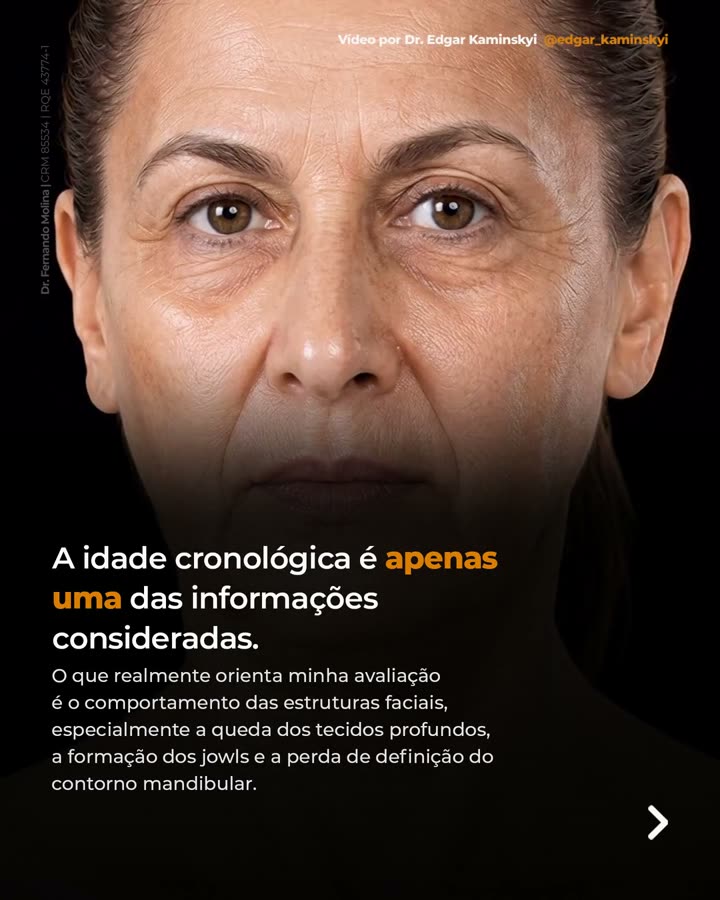 Vídeo por Dr. Edgar Kaminskyi @edgar_kaminskyi
Dr. Fernando Molina | CRM 85534 | RQE 43774-1
A idade cronológica é apenas
uma das informações
consideradas.
O que realmente orienta minha avaliação
é o comportamento das estruturas faciais,
especialmente a queda dos tecidos profundos,
a formação dos jowls e a perda de definição do
contorno mandibular.